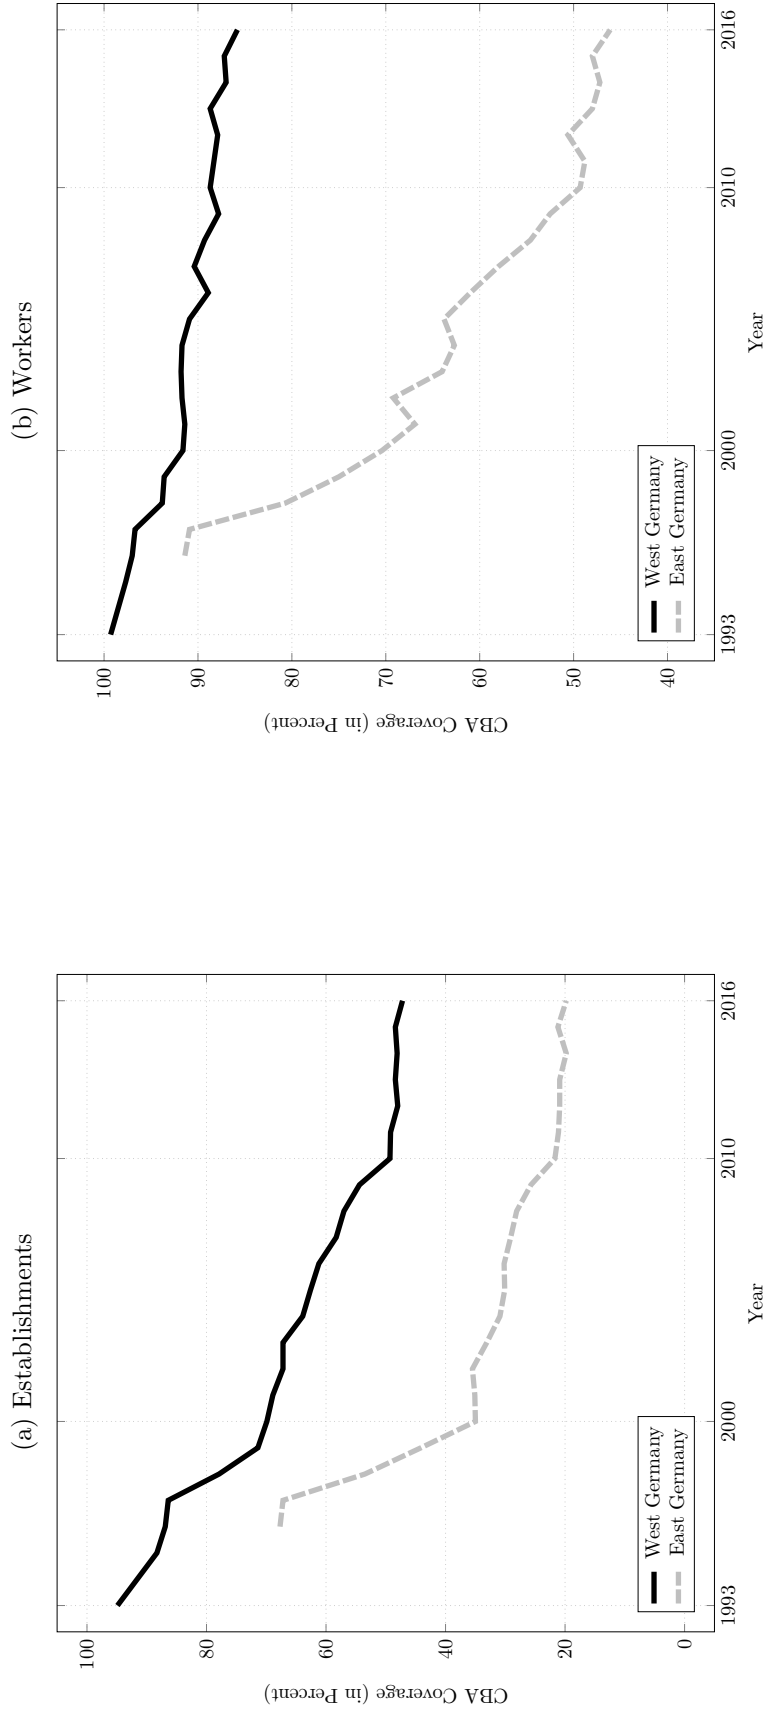 (a) Establishments
CBA Coverage (in Percent)
100
80
60
40
20
0
West Germany
East Germany
1993
2000
2010
2016
Year
(b) Workers
CBA Coverage (in Percent)
100
90
80
70
60
50
40
West Germany
East Germany
1993
2000
2010
2016
Year